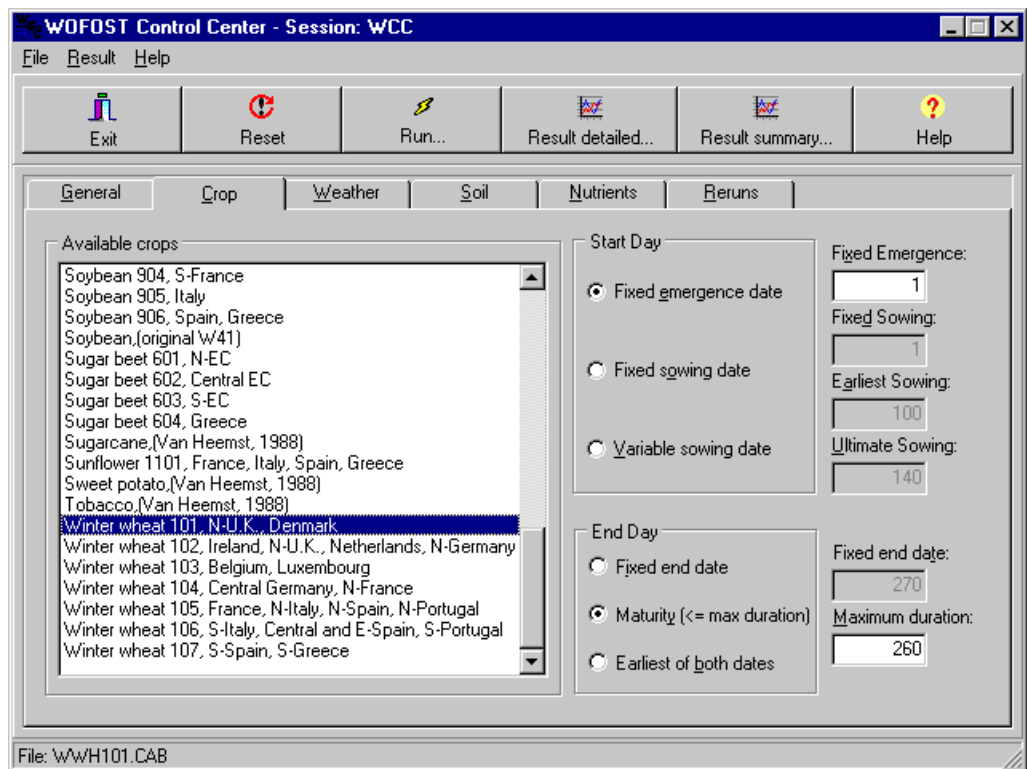 WOFOST Control Center - Session: WCC
File Result Help
Exit Reset Run... Result detailed... Result summary... Help
General Crop Weather Soil Nutrients Reruns
Available crops
Soybean 904, S-France
Soybean 905, Italy
Soybean 906, Spain, Greece
Soybean,(original W41)
Sugar beet 601, N-EC
Sugar beet 602, Central EC
Sugar beet 603, S-EC
Sugar beet 604, Greece
Sugarcane,(Van Heemst, 1988)
Sunflower 1101, France, Italy, Spain, Greece
Sweet potato,(Van Heemst, 1988)
Tobacco,(Van Heemst, 1988)
Winter wheat 101, N-U.K., Denmark
Winter wheat 102, Ireland, N-U.K., Netherlands, N-Germany
Winter wheat 103, Belgium, Luxembourg
Winter wheat 104, Central Germany, N-France
Winter wheat 105, France, N-Italy, N-Spain, N-Portugal
Winter wheat 106, S-Italy, Central and E-Spain, S-Portugal
Winter wheat 107, S-Spain, S-Greece
Start Day
Fixed emergence date
Fixed sowing date
Variable sowing date
Fixed Emergence:
1
Fixed Sowing:
1
Earliest Sowing:
100
Ultimate Sowing:
140
End Day
Fixed end date
Maturity (<= max duration)
Earliest of both dates
Fixed end date:
270
Maximum duration:
260
File: WWH101.CAB